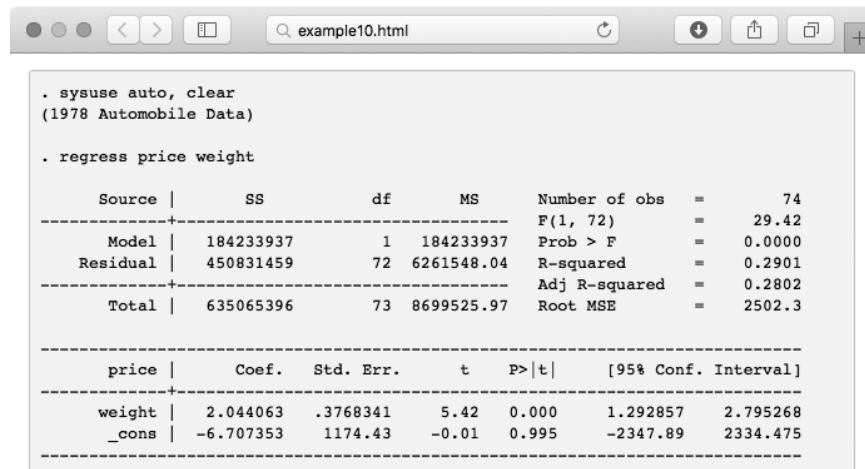 example10.html
. sysuse auto, clear
(1978 Automobile Data)
. regress price weight
      Source |       SS           df       MS      Number of obs   =        74
-------------+----------------------------------   F(1, 72)        =     29.42
       Model |   184233937         1   184233937   Prob > F        =    0.0000
    Residual |   450831459        72  6261548.04   R-squared       =    0.2901
-------------+----------------------------------   Adj R-squared   =    0.2802
       Total |   635065396        73  8699525.97   Root MSE        =    2502.3
------------------------------------------------------------------------------
       price |      Coef.   Std. Err.      t    P>|t|     [95% Conf. Interval]
-------------+----------------------------------------------------------------
      weight |   2.044063   .3768341     5.42   0.000     1.292857    2.795268
       _cons |  -6.707353    1174.43    -0.01   0.995     -2347.89    2334.475
------------------------------------------------------------------------------